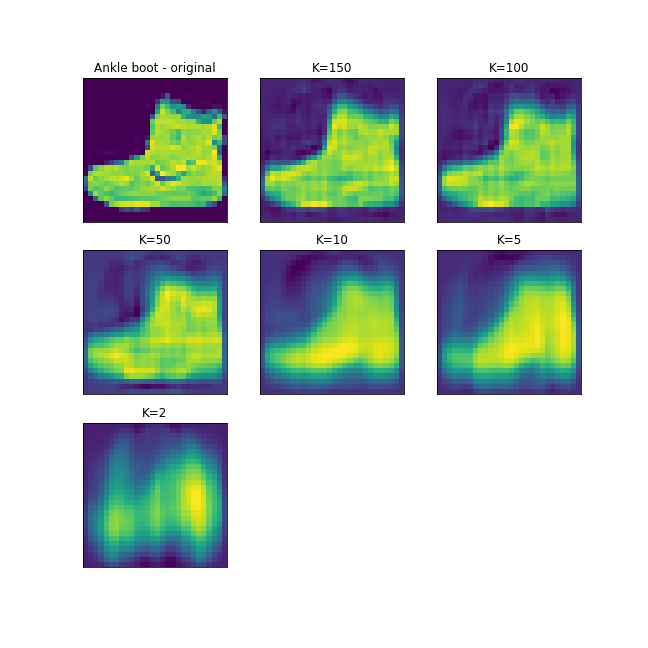 Ankle boot - original
K=150
K=100
K=50
K=10
K=5
K=2